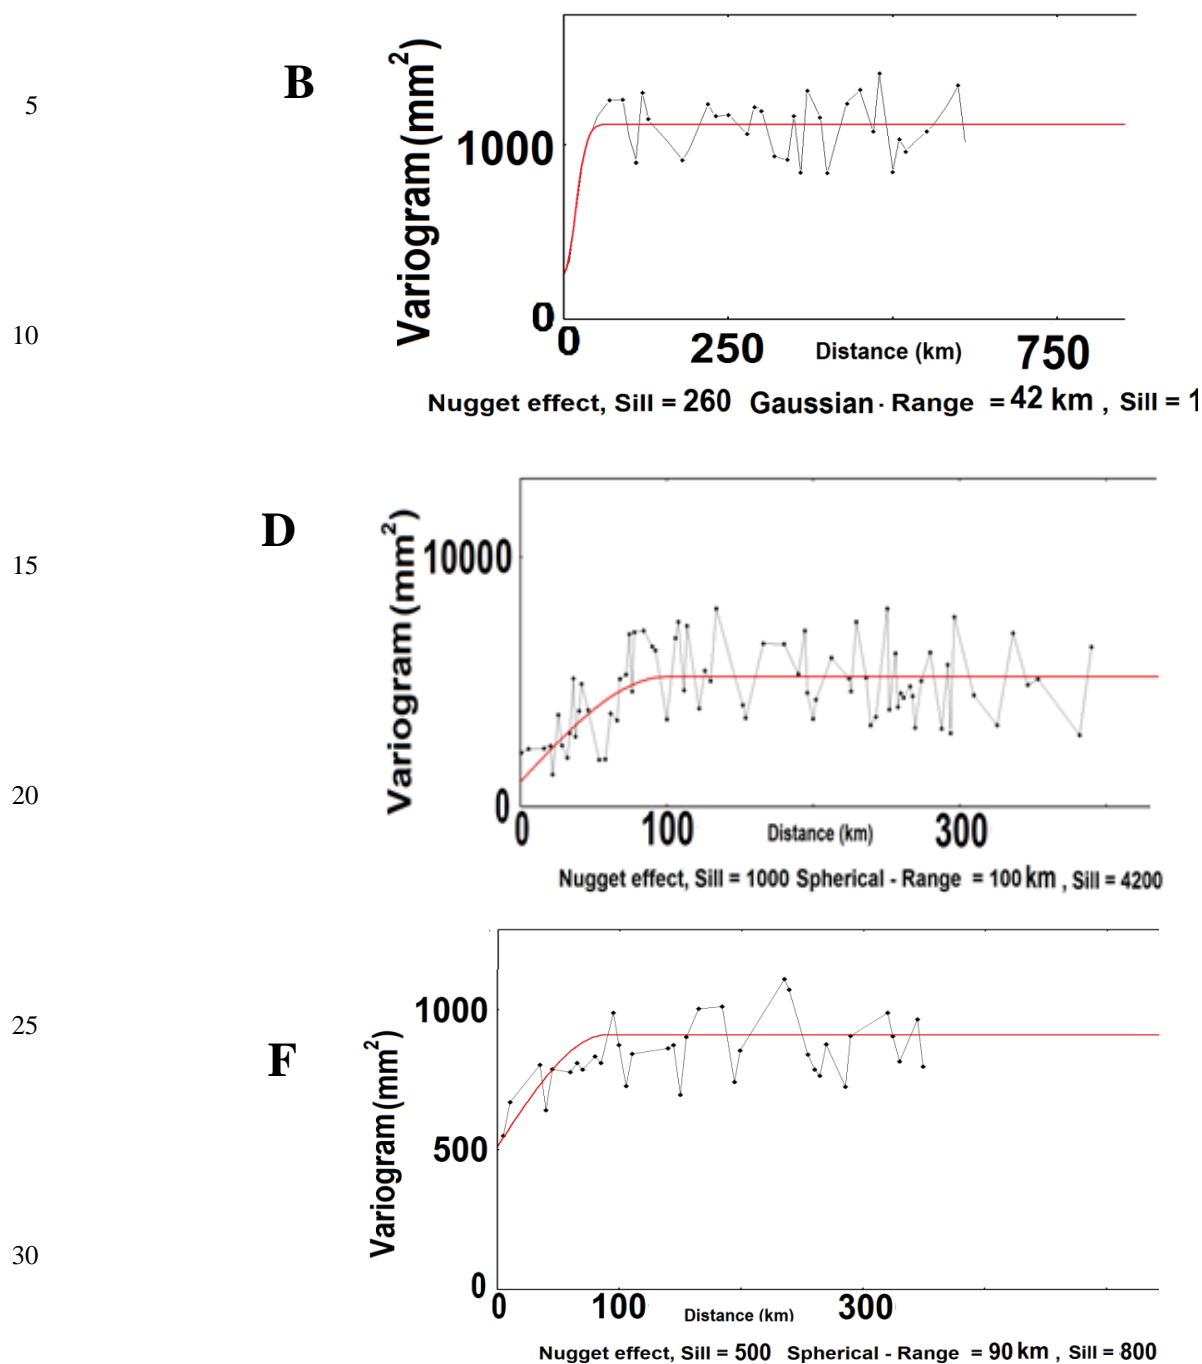 B
5
Variogram (mm²)
1000
0
0 250 Distance (km) 750
10
Nugget effect, Sill = 260 Gaussian - Range = 42 km , Sill = 1
D
Variogram (mm²)
10000
15
20
0
0 100 Distance (km) 300
Nugget effect, Sill = 1000 Spherical - Range = 100 km , Sill = 4200
1000
25
F
Variogram (mm²)
500
30
0
0 100 Distance (km) 300
Nugget effect, Sill = 500 Spherical - Range = 90 km , Sill = 800